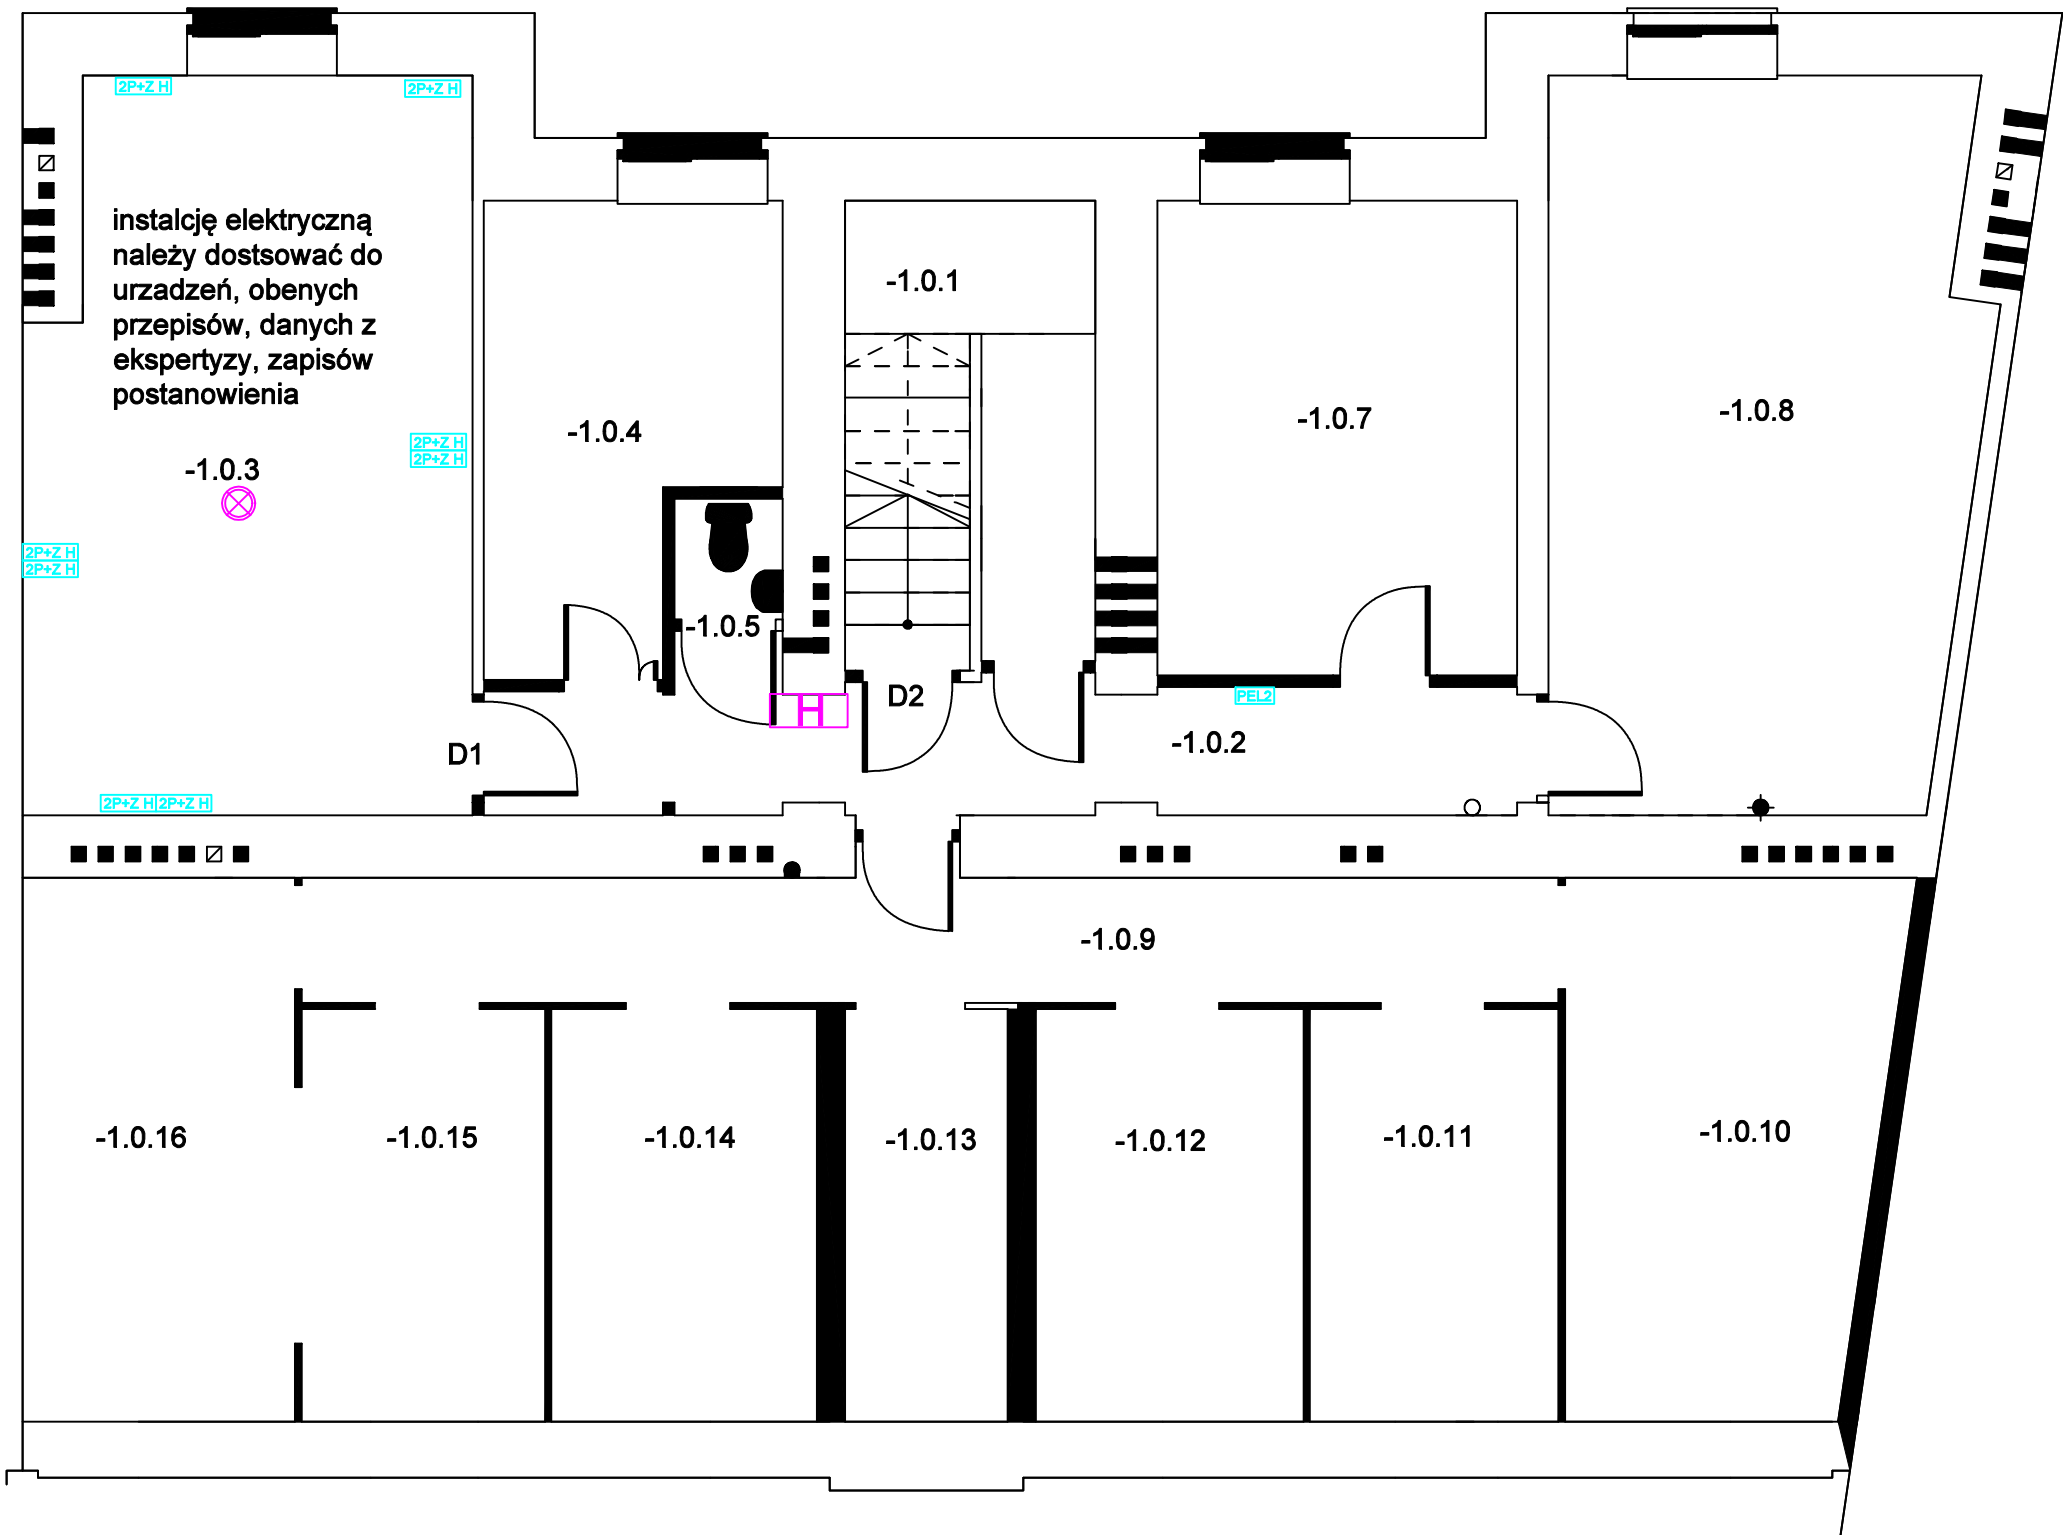 2P+Z H
2P+Z H
instalcję elektryczną
należy dostsować do
urzadzeń, obenych
przepisów, danych z
ekspertyzy, zapisów
postanowienia
-1.0.1
-1.0.3
-1.0.4
-1.0.7
-1.0.8
2P+Z H
2P+Z H
2P+Z H
2P+Z H
-1.0.5
H
D2
PEL2
-1.0.2
D1
2P+Z H 2P+Z H
-1.0.9
-1.0.16
-1.0.15
-1.0.14
-1.0.13
-1.0.12
-1.0.11
-1.0.10